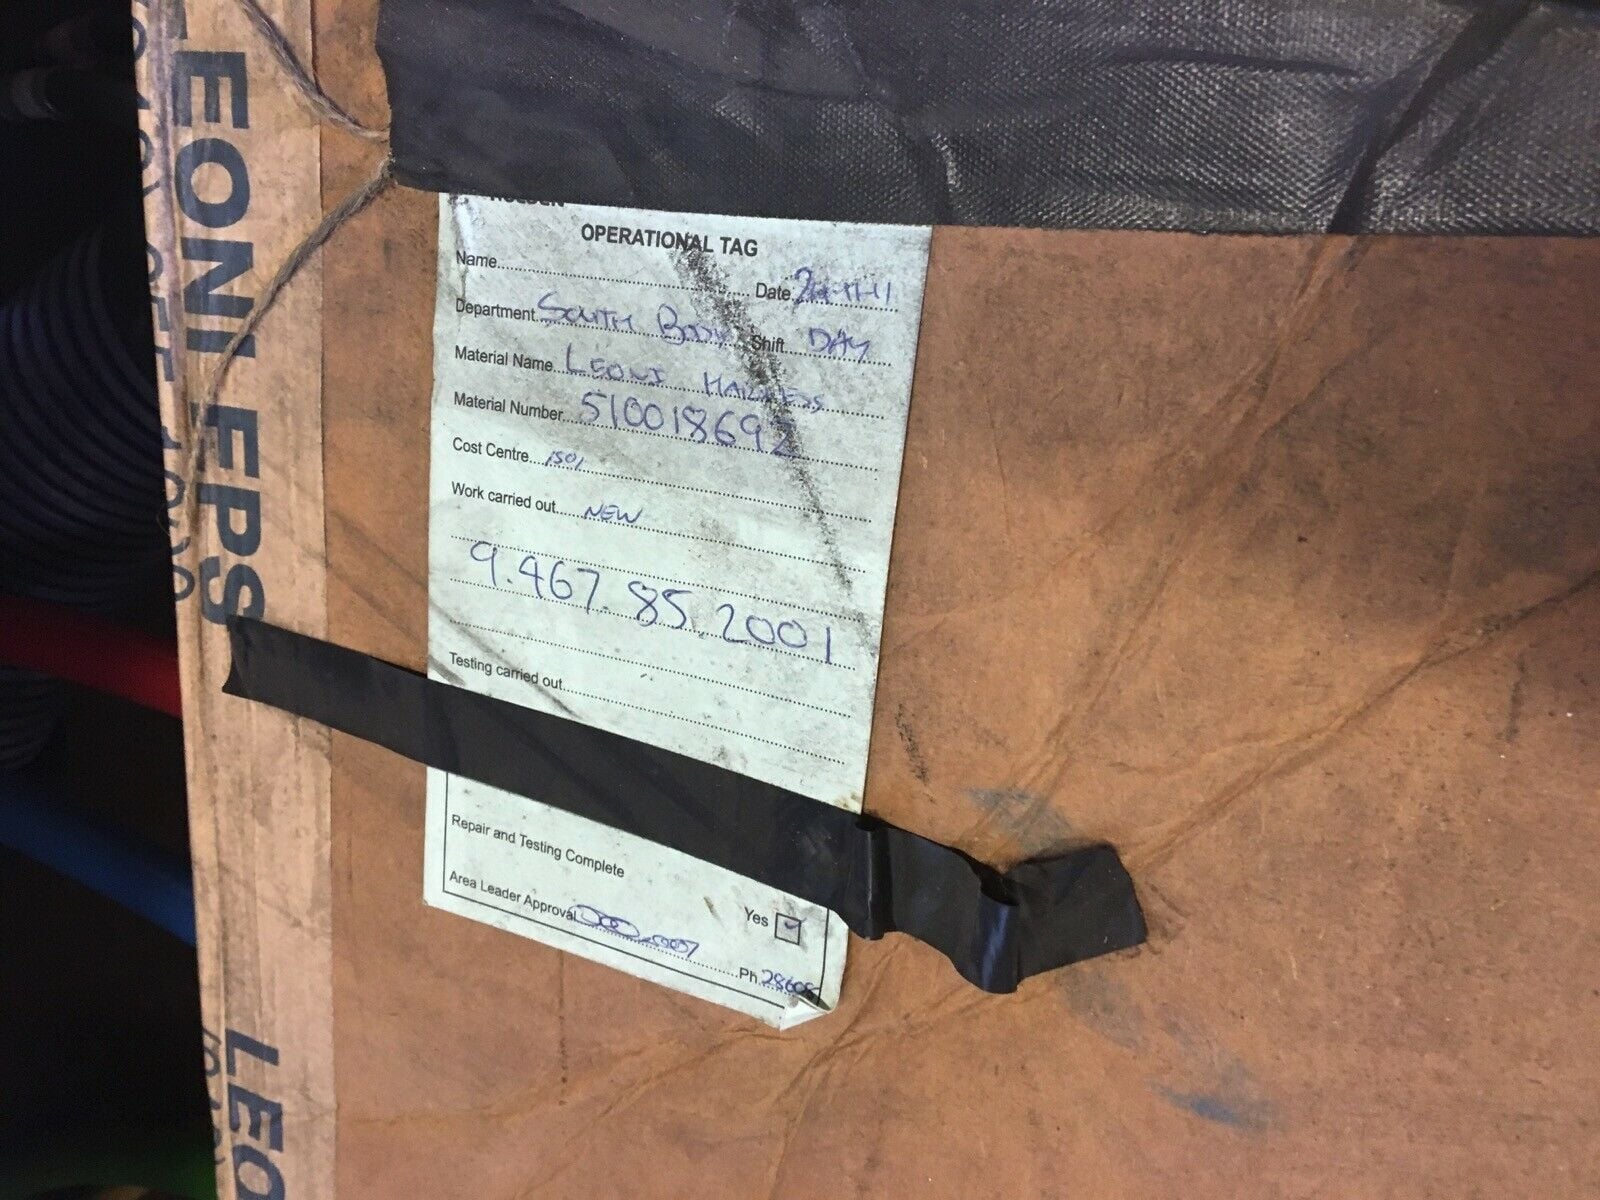 LEONI EPS
LEO
HOLDEN
OPERATIONAL TAG
Name Date
Department SOUTH BODY Shift DAY
Material Name LEONI HARNESS
Material Number 510018692
Cost Centre 1501
Work carried out NEW
9.467.85.2001
Testing carried out
Repair and Testing Complete
Yes
Area Leader Approval
Ph 28608